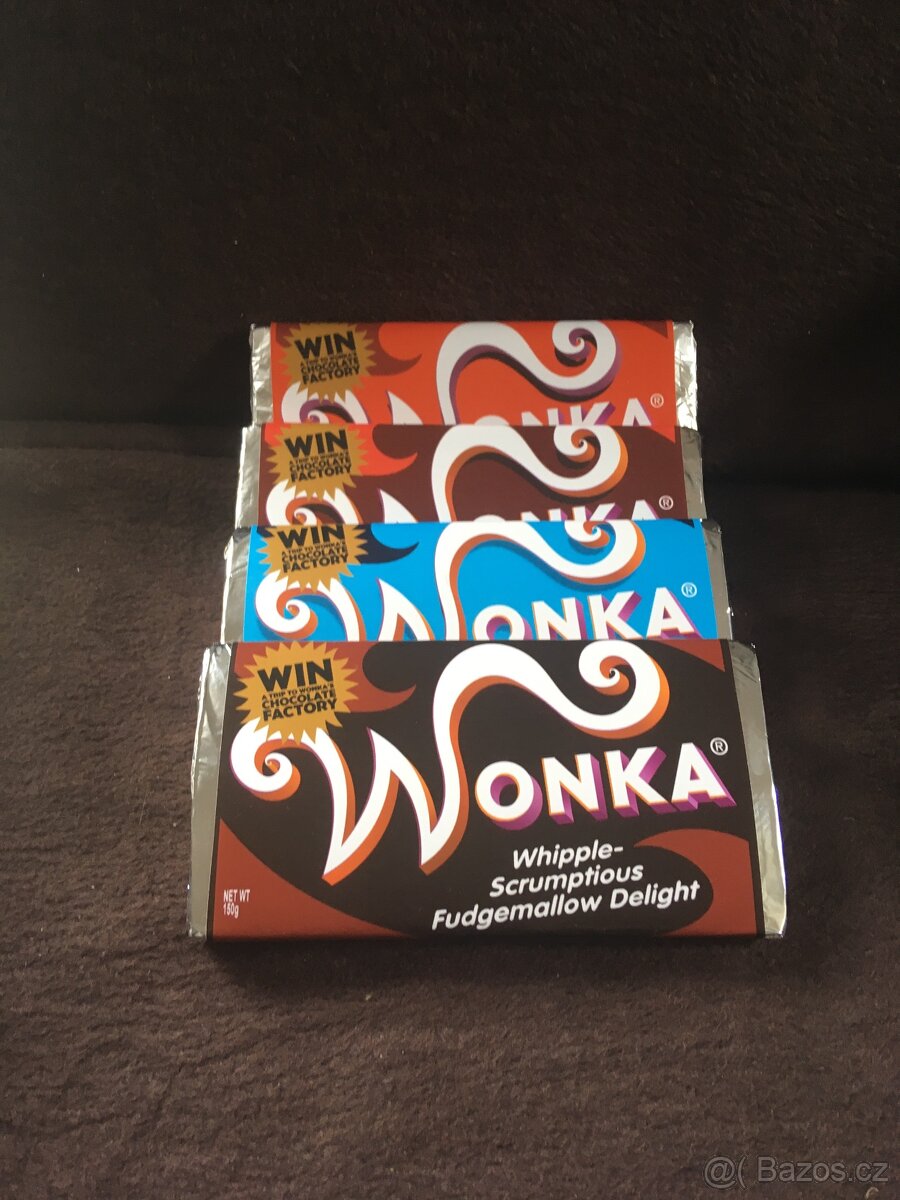 WIN
A TRIP TO WONKA'S
CHOCOLATE
FACTORY
WONKA®
WIN
A TRIP TO WONKA'S
CHOCOLATE
FACTORY
WONKA®
WIN
A TRIP TO WONKA'S
CHOCOLATE
FACTORY
WONKA®
WIN
A TRIP TO WONKA'S
CHOCOLATE
FACTORY
WONKA®
Whipple-
Scrumptious
Fudgemallow Delight
NET WT
150g
@( Bazos.cz